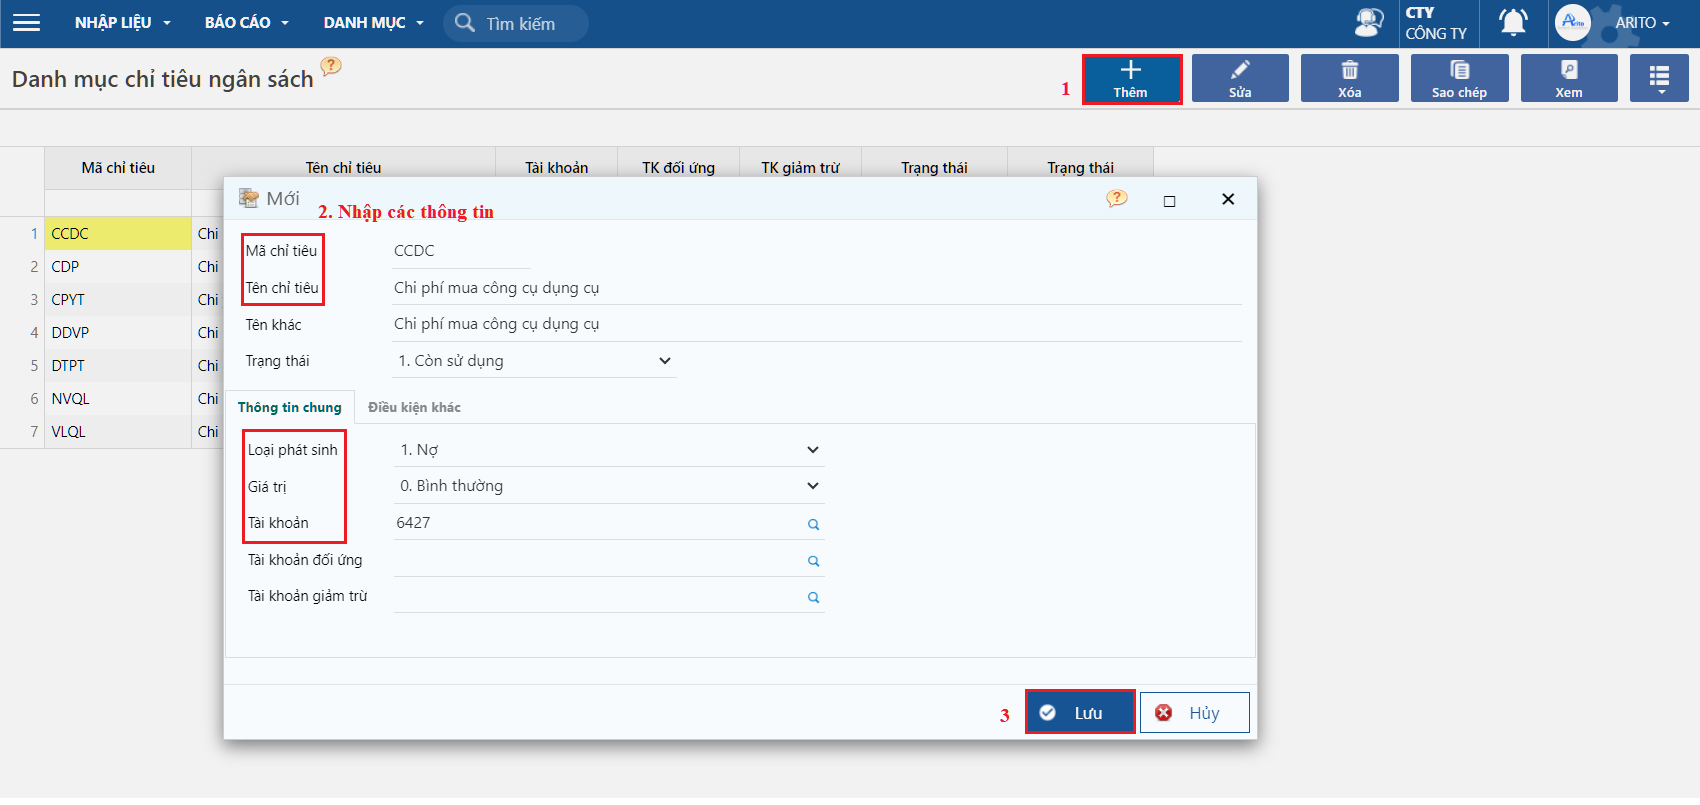 NHẬP LIỆU BÁO CÁO DANH MỤC Tìm kiếm CTY ARITO
CÔNG TY
Danh mục chỉ tiêu ngân sách
1 Thêm Sửa Xóa Sao chép Xem
Mã chỉ tiêu Tên chỉ tiêu Tài khoản TK đối ứng TK giảm trừ Trạng thái Trạng thái
1 CCDC Chi
2 CDP Chi
3 CPYT Chi
4 DDVP Chi
5 DTPT Chi
6 NVQL Chi
7 VLQL Chi
Mới
2. Nhập các thông tin
Mã chỉ tiêu CCDC
Tên chỉ tiêu Chi phí mua công cụ dụng cụ
Tên khác Chi phí mua công cụ dụng cụ
Trạng thái 1. Còn sử dụng
Thông tin chung Điều kiện khác
Loại phát sinh 1. Nợ
Giá trị 0. Bình thường
Tài khoản 6427
Tài khoản đối ứng
Tài khoản giảm trừ
3 Lưu Hủy